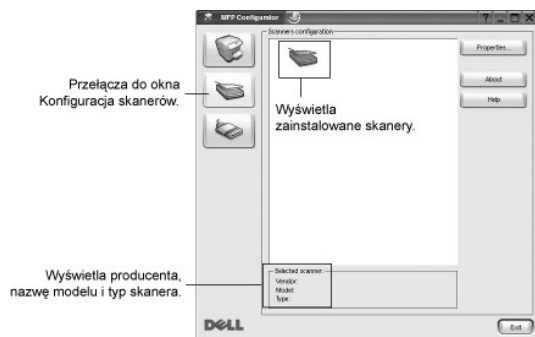 MFP Configurator
Scanners configuration
Properties...
About
Help
Przełącza do okna
Konfiguracja skanerów.
Wyświetla
zainstalowane skanery.
Wyświetla producenta,
nazwę modelu i typ skanera.
Selected scanner:
Vendor:
Model:
Type:
DELL
Exit